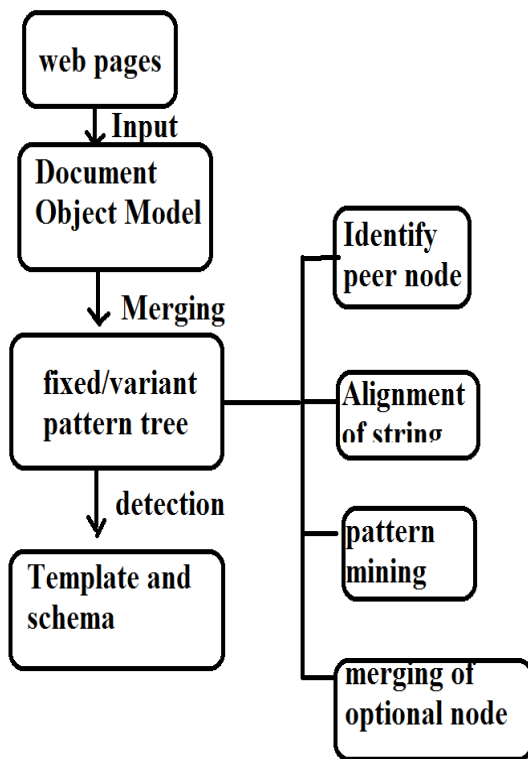 web pages
Input
Document
Object Model
Merging
fixed/variant
pattern tree
detection
Template and
schema
Identify
peer node
Alignment
of string
pattern
mining
merging of
optional node